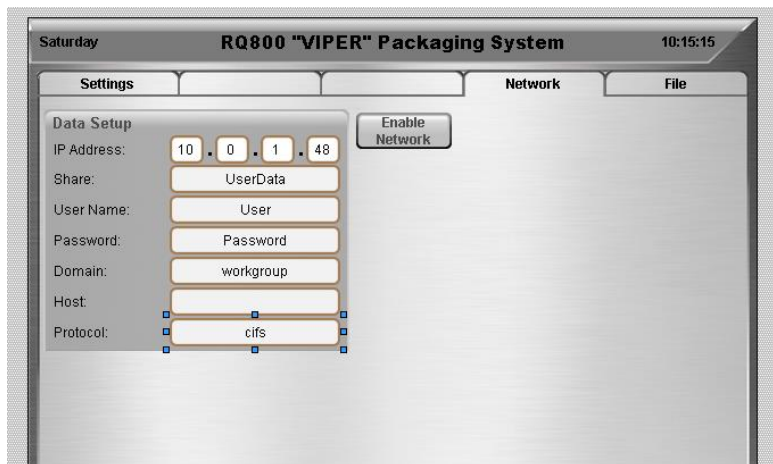 Saturday RQ800 "VIPER" Packaging System 10:15:15
Settings Network File
Data Setup
Enable
Network
IP Address: 10 . 0 . 1 . 48
Share: UserData
User Name: User
Password: Password
Domain: workgroup
Host:
Protocol: cifs